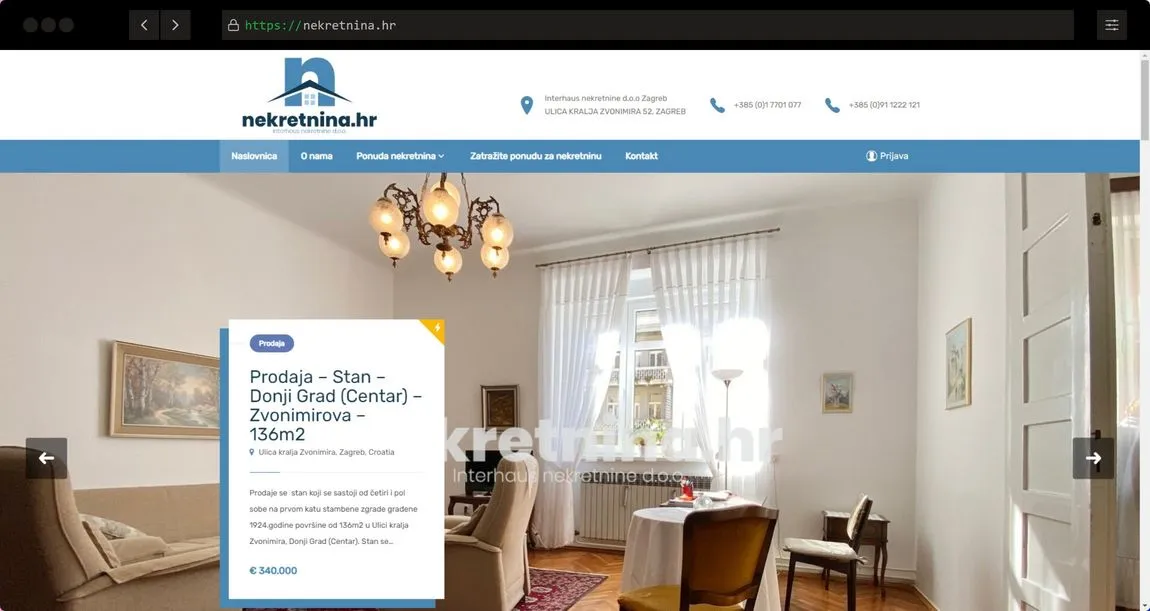 https://nekretnina.hr
n
nekretnina.hr
Interhaus nekretnine d.o.o.
Interhaus nekretnine d.o.o Zagreb
ULICA KRALJA ZVONIMIRA 52, ZAGREB
+385 (0)1 7701 077
+385 (0)91 1222 121
Naslovnica
O nama
Ponuda nekretnina
Zatražite ponudu za nekretninu
Kontakt
Prijava
Prodaja
Prodaja – Stan –
Donji Grad (Centar) –
Zvonimirova –
136m2
Ulica kralja Zvonimira, Zagreb, Croatia
Prodaje se stan koji se sastoji od četiri i pol
sobe na prvom katu stambene zgrade građene
1924.godine površine od 136m2 u Ulici kralja
Zvonimira, Donji Grad (Centar). Stan se...
€ 340.000
kretnina.hr
Interhaus nekretnine d.o.o.